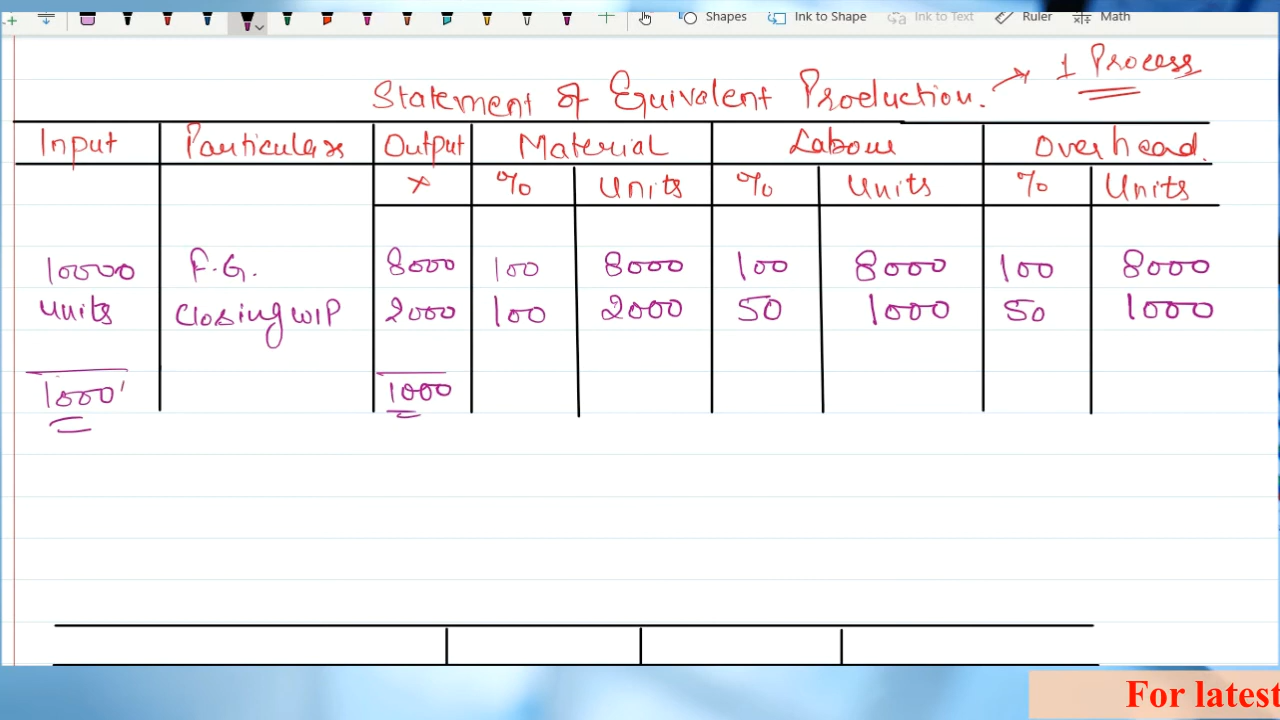 Shapes Ink to Shape Ink to Text Ruler Math
Statement of Equivalent Production. → 1 Process
Input Particulars Output Material Labour Overhead.
x % Units % Units % Units
10000 F.G. 8000 100 8000 100 8000 100 8000
units closing WIP 2000 100 2000 50 1000 50 1000
1000' 1000
For latest